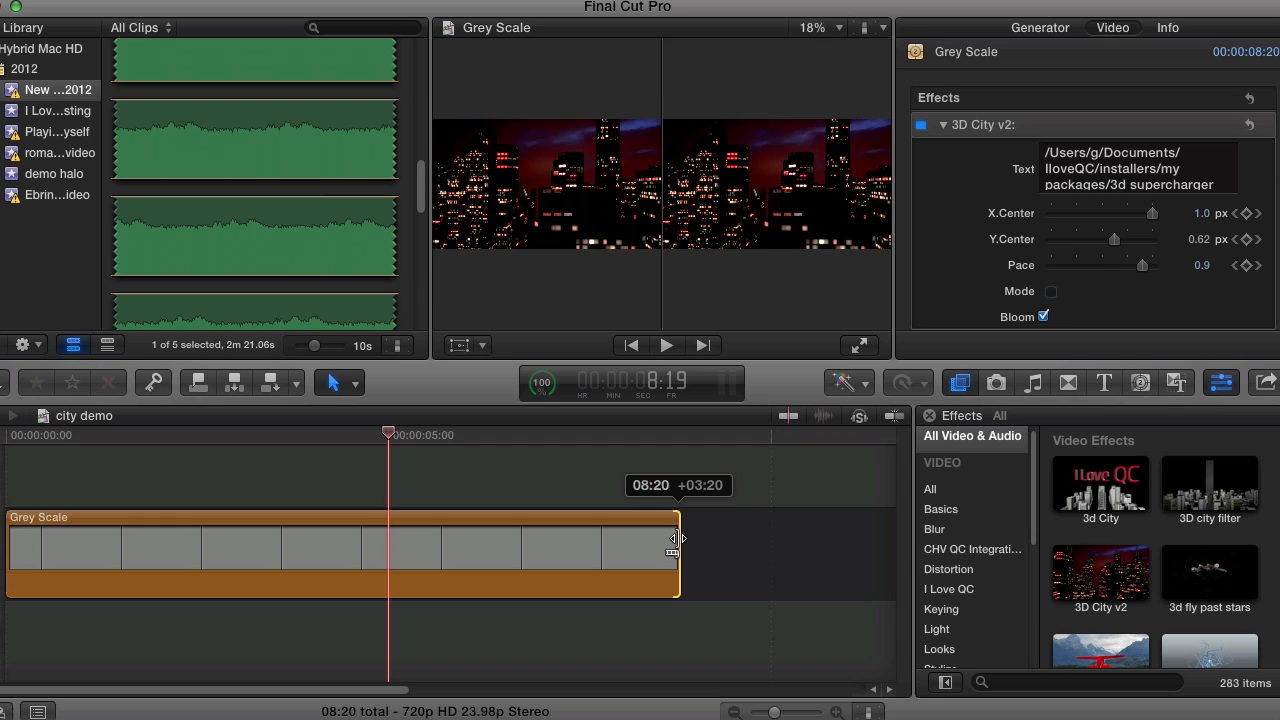 Final Cut Pro
Library
All Clips
Grey Scale
18%
Generator
Video
Info
Hybrid Mac HD
2012
New ...2012
I Lov...sting
Playi...yself
roma...video
demo halo
Ebrin...ideo
Grey Scale
00:00:08:20
Effects
3D City v2:
Text
/Users/g/Documents/
IloveQC/installers/my
packages/3d supercharger
X.Center
1.0 px
Y.Center
0.62 px
Pace
0.9
Mode
Bloom
1 of 5 selected, 2m 21.06s
10s
100
%
00:00:08:19
HR MIN SEC FR
city demo
Effects All
00:00:00:00
00:00:05:00
08:20 +03:20
Grey Scale
All Video & Audio
VIDEO
All
Basics
Blur
CHV QC Integrati...
Distortion
I Love QC
Keying
Light
Looks
Video Effects
I Love QC
3d City
3D city filter
3D City v2
3d fly past stars
283 items
08:20 total - 720p HD 23.98p Stereo